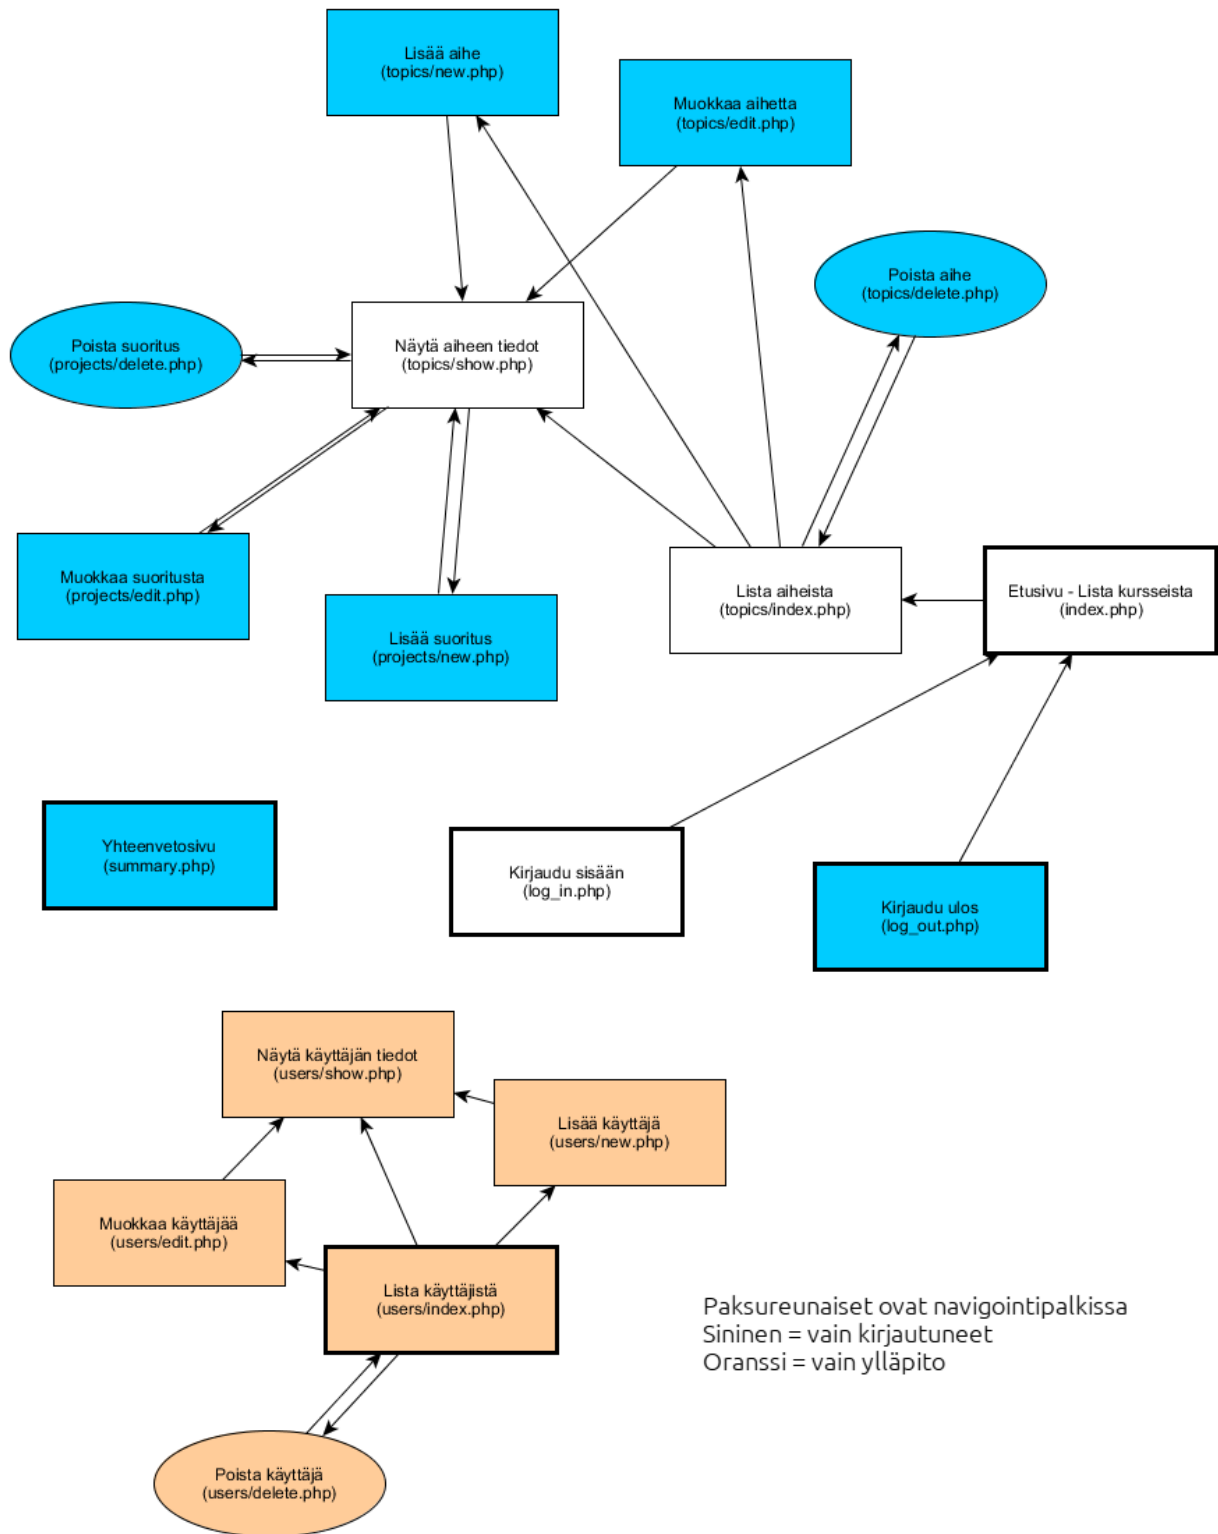 Lisää aihe
(topics/new.php)
Muokkaa aihetta
(topics/edit.php)
Poista aihe
(topics/delete.php)
Poista suoritus
(projects/delete.php)
Näytä aiheen tiedot
(topics/show.php)
Muokkaa suoritusta
(projects/edit.php)
Lisää suoritus
(projects/new.php)
Lista aiheista
(topics/index.php)
Etusivu - Lista kursseista
(index.php)
Yhteenvetosivu
(summary.php)
Kirjaudu sisään
(log_in.php)
Kirjaudu ulos
(log_out.php)
Näytä käyttäjän tiedot
(users/show.php)
Lisää käyttäjä
(users/new.php)
Muokkaa käyttäjää
(users/edit.php)
Lista käyttäjistä
(users/index.php)
Paksureunaiset ovat navigointipalkissa
Sininen = vain kirjautuneet
Oranssi = vain ylläpito
Poista käyttäjä
(users/delete.php)